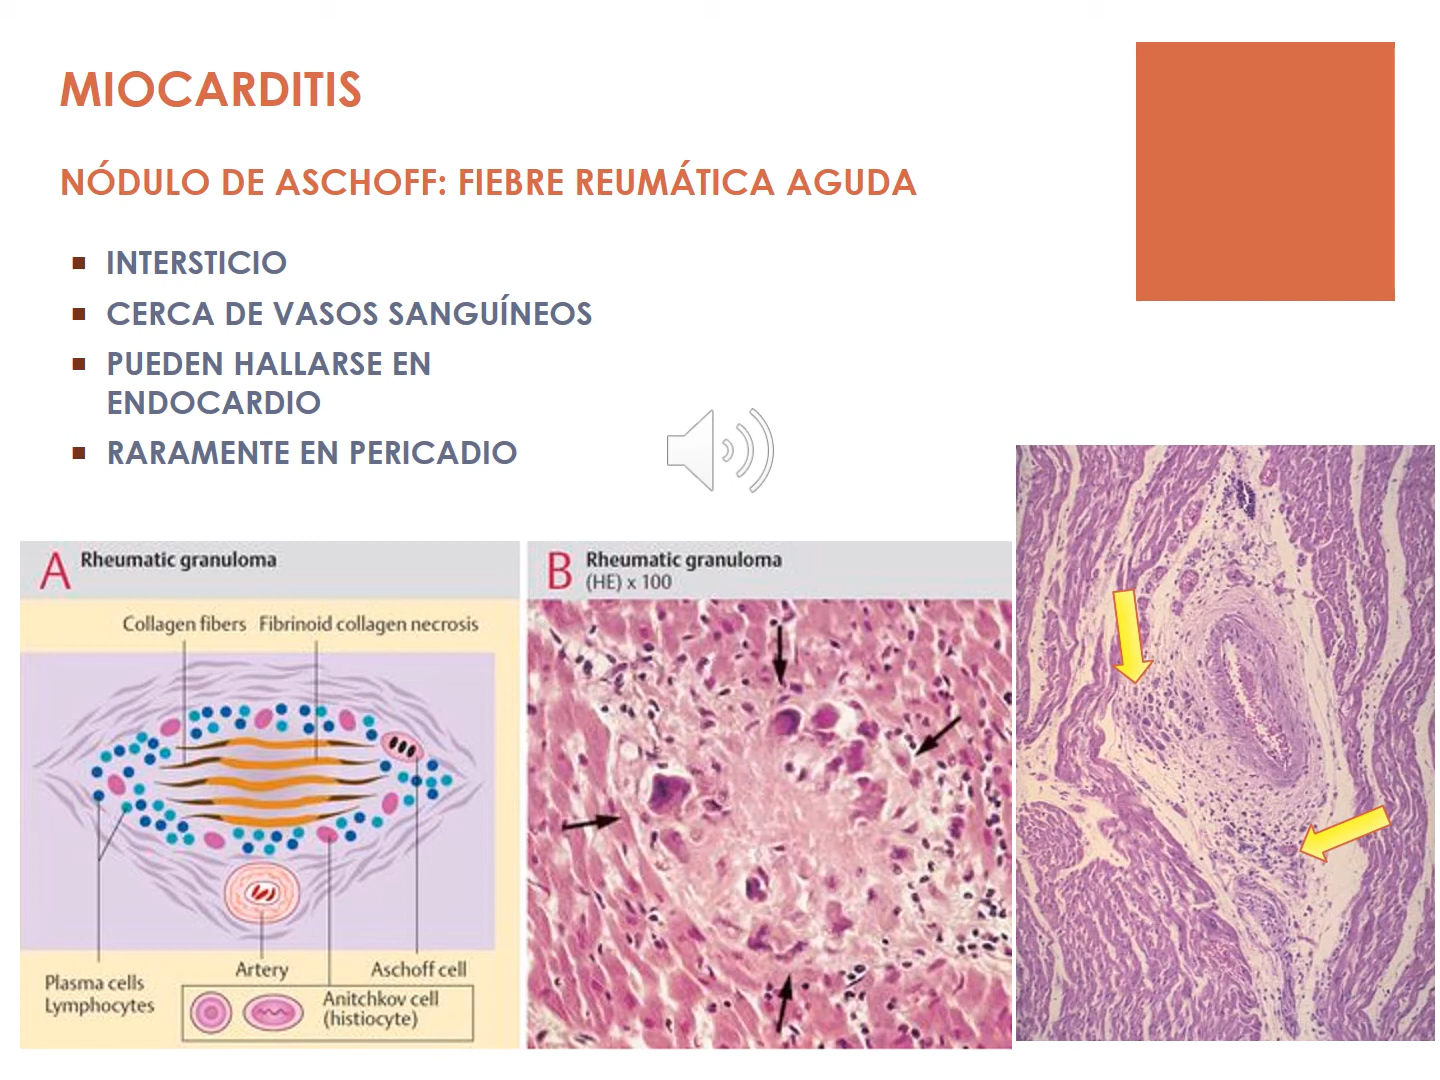 MIOCARDITIS
NÓDULO DE ASCHOFF: FIEBRE REUMÁTICA AGUDA
INTERSTICIO
CERCA DE VASOS SANGUÍNEOS
PUEDEN HALLARSE EN
ENDOCARDIO
RARAMENTE EN PERICADIO
A Rheumatic granuloma
Collagen fibers Fibrinoid collagen necrosis
Plasma cells
Lymphocytes
Artery
Aschoff cell
Anitchkov cell
(histiocyte)
B Rheumatic granuloma
(HE) x 100